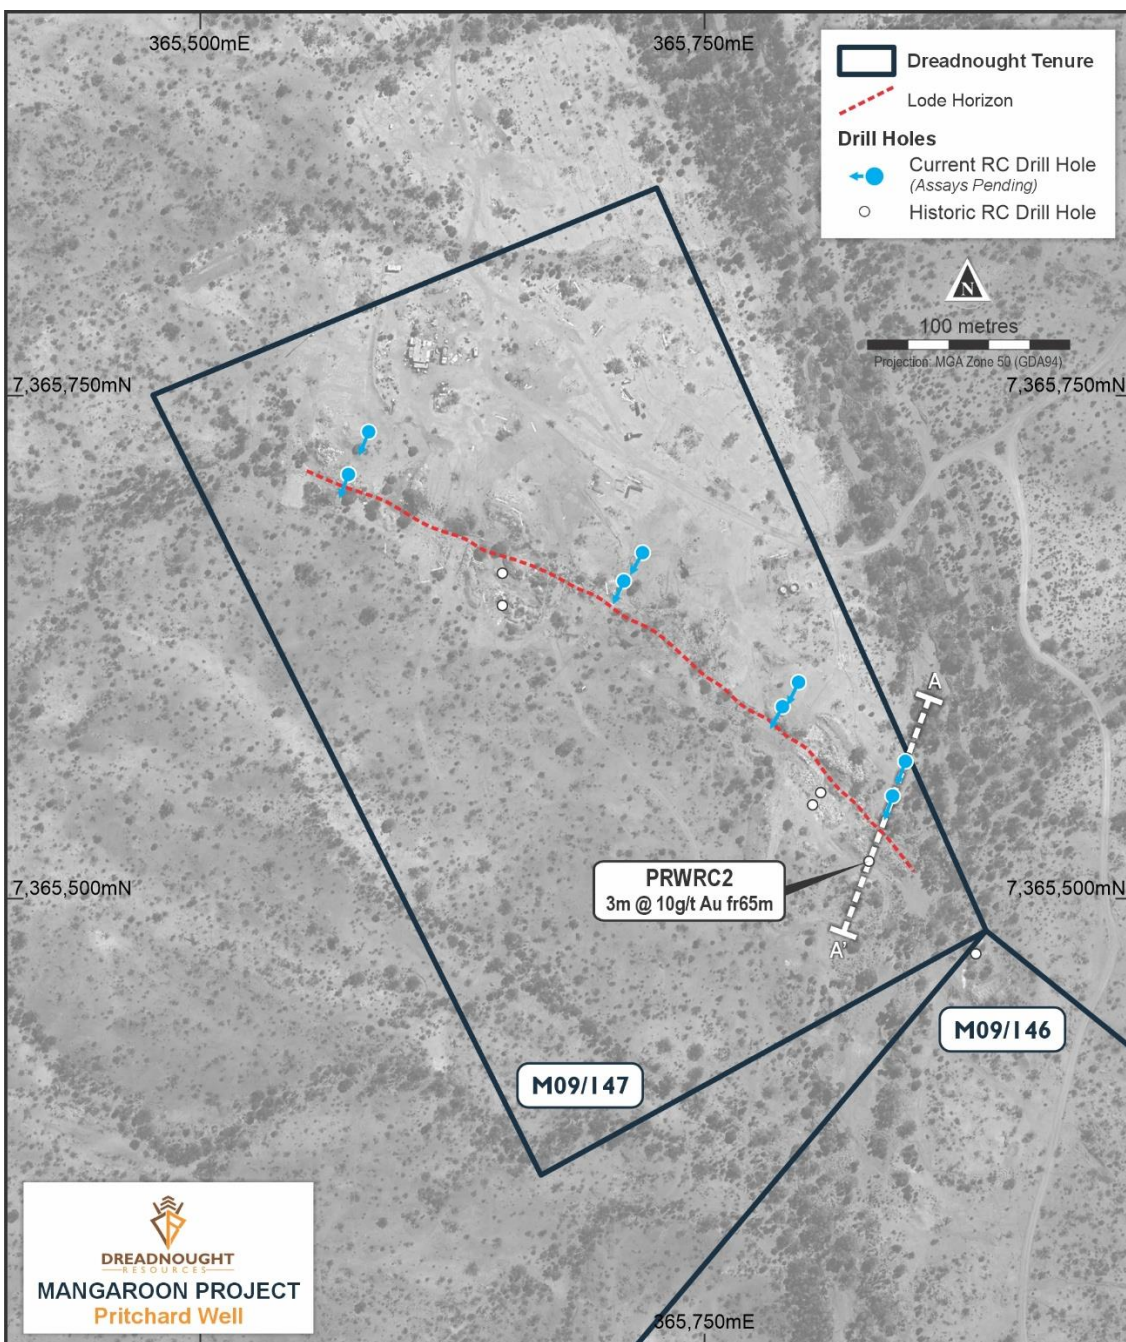 365,500mE
365,750mE
Dreadnought Tenure
Lode Horizon
Drill Holes
Current RC Drill Hole
(Assays Pending)
Historic RC Drill Hole
N
100 metres
Projection: MGA Zone 50 (GDA94)
7,365,750mN
7,365,750mN
A
PRWRC2
3m @ 10g/t Au fr65m
7,365,500mN
7,365,500mN
A'
M09/146
M09/147
DREADNOUGHT
RESOURCES
MANGAROON PROJECT
Pritchard Well
365,750mE